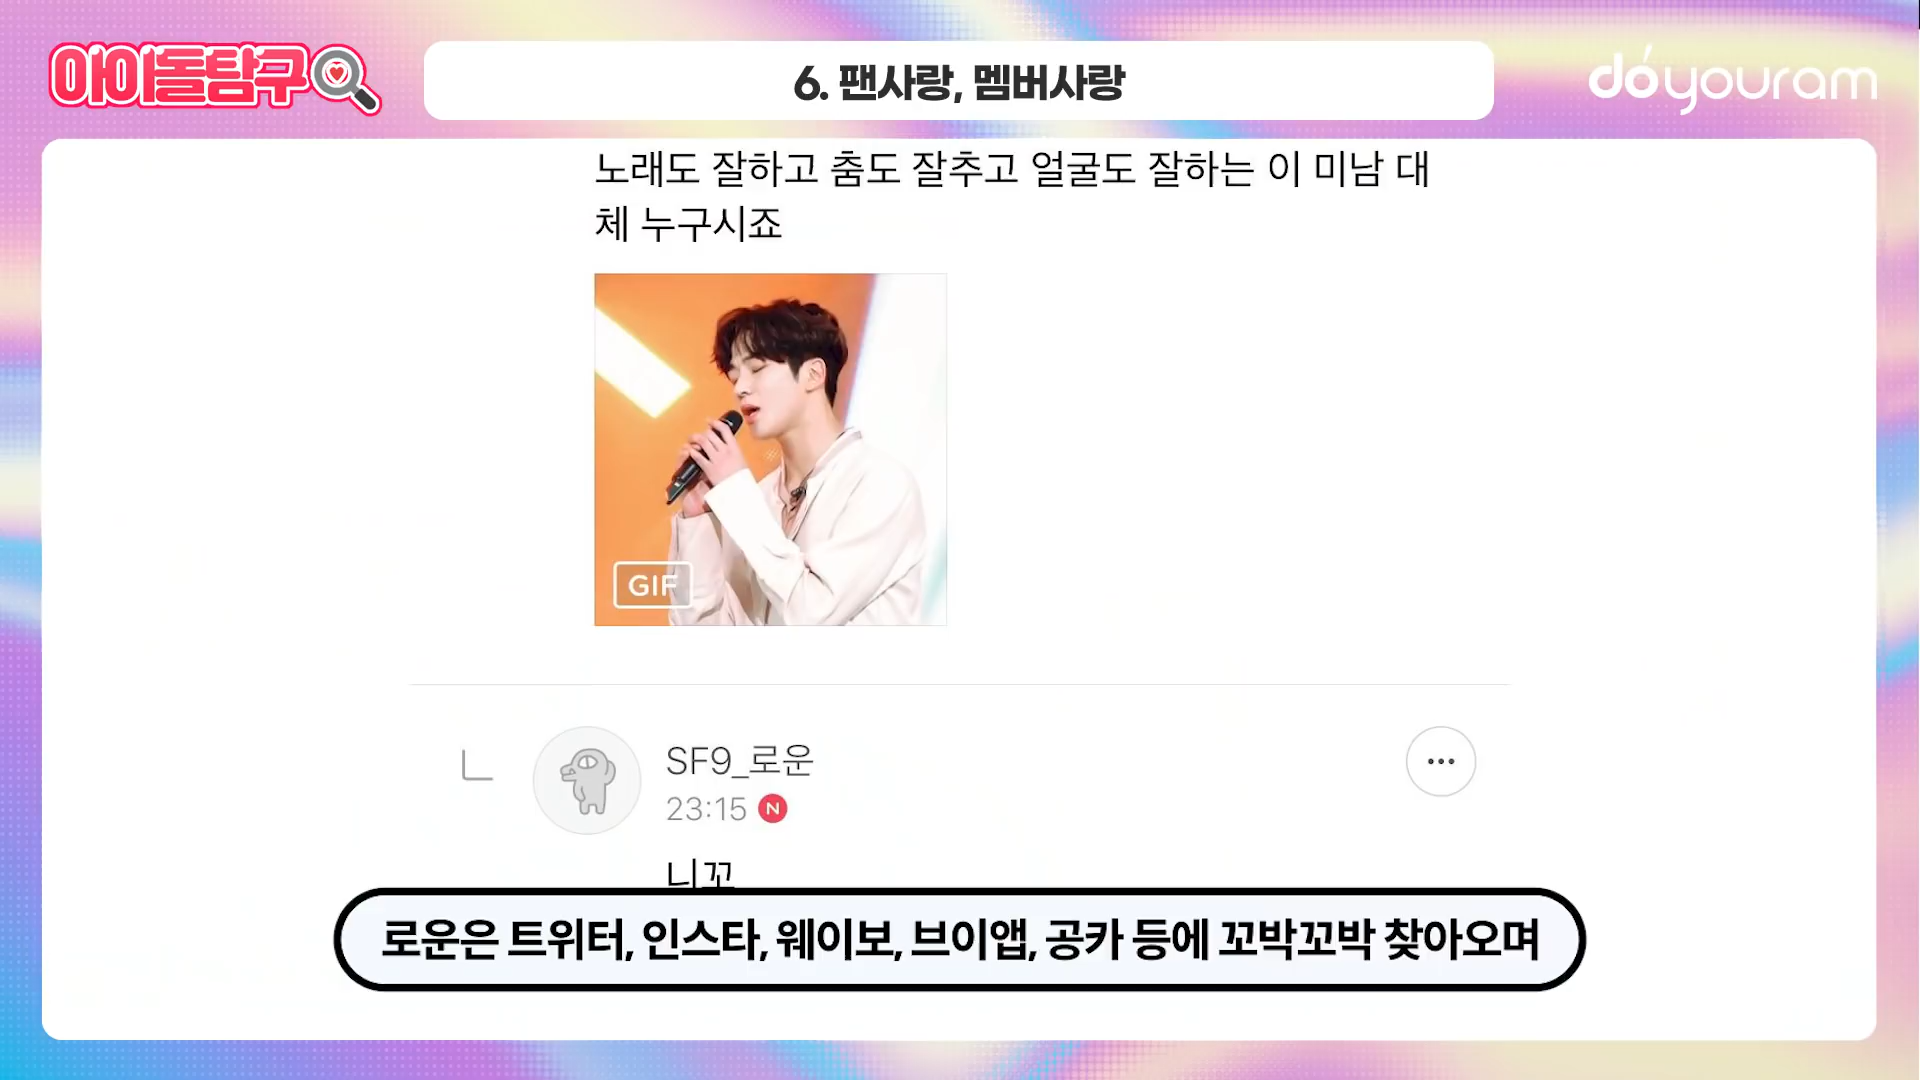 아이돌탐구
6. 팬사랑, 멤버사랑
dóyouram
노래도 잘하고 춤도 잘추고 얼굴도 잘하는 이 미남 대
체 누구시죠
GIF
SF9_로운
23:15 N
니꼬
로운은 트위터, 인스타, 웨이보, 브이앱, 공카 등에 꼬박꼬박 찾아오며